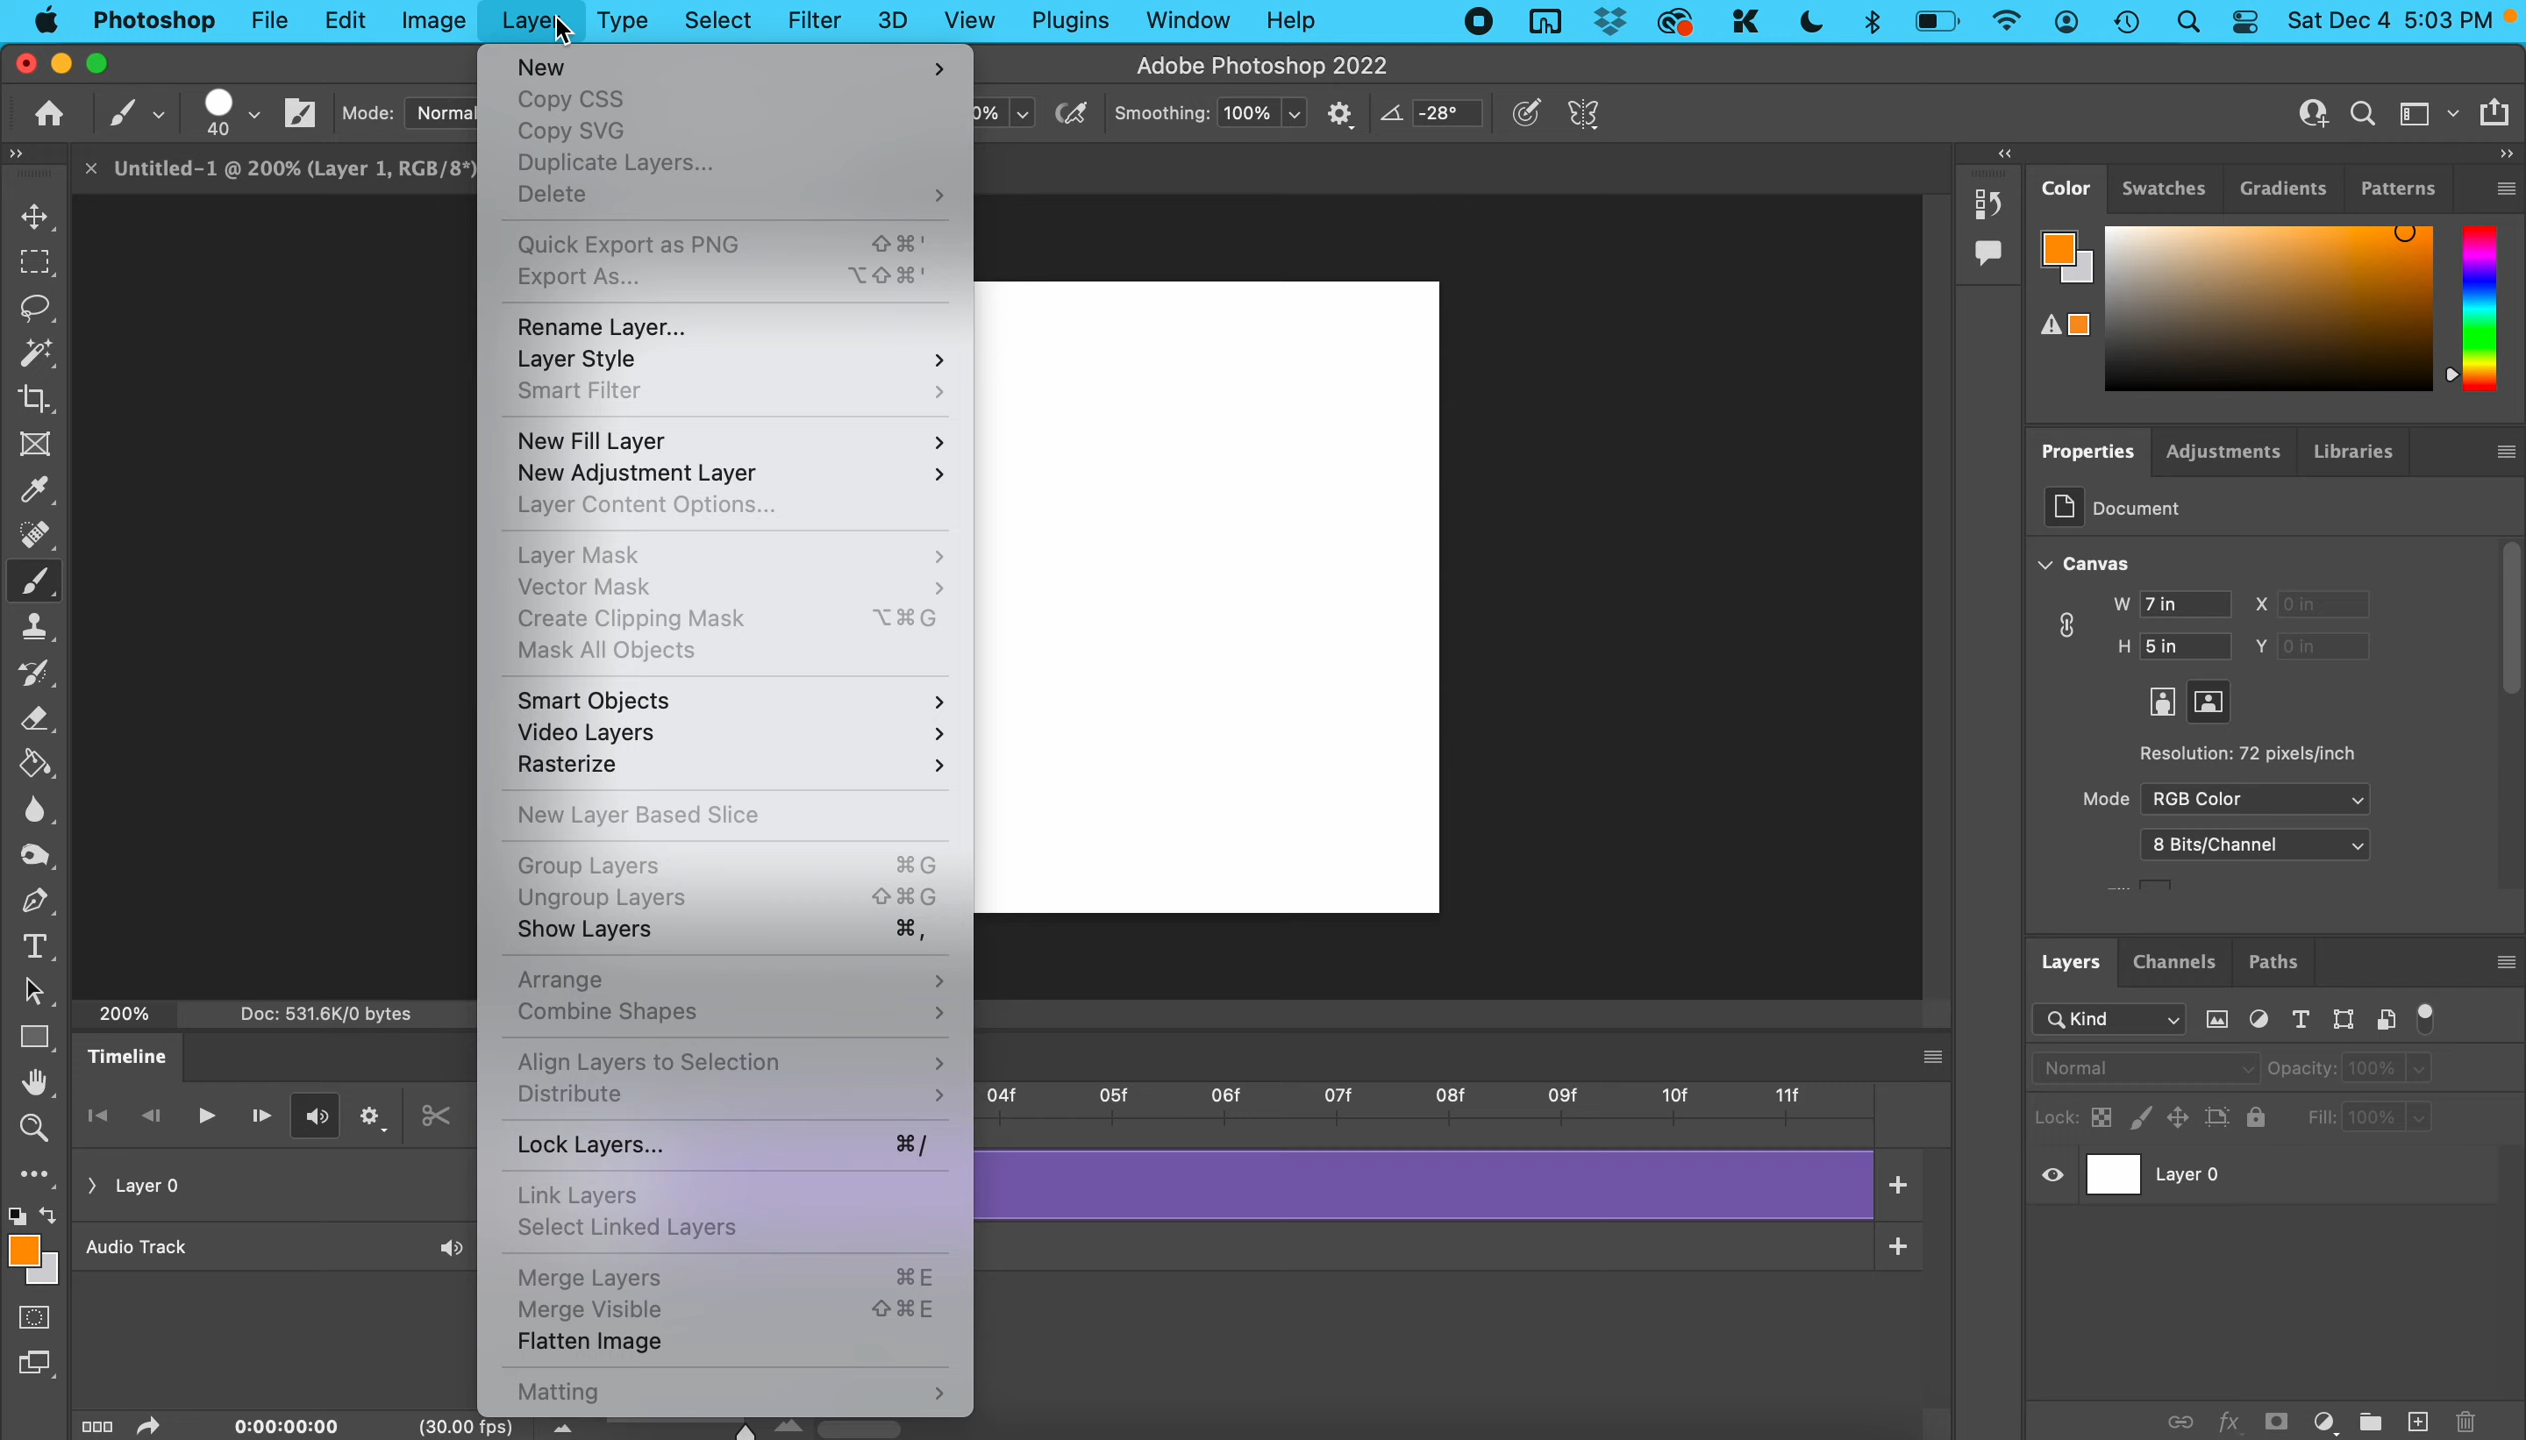 Photoshop File Edit Image Layer Type Select Filter 3D View Plugins Window Help Sat Dec 4 5:03 PM
Adobe Photoshop 2022
40 Mode: Normal 0% Smoothing: 100% -28°
Untitled-1 @ 200% (Layer 1, RGB/8*)
New
Copy CSS
Copy SVG
Duplicate Layers...
Delete
Quick Export as PNG ⇧⌘'
Export As... ⌥⇧⌘'
Rename Layer...
Layer Style
Smart Filter
New Fill Layer
New Adjustment Layer
Layer Content Options...
Layer Mask
Vector Mask
Create Clipping Mask ⌥⌘G
Mask All Objects
Smart Objects
Video Layers
Rasterize
New Layer Based Slice
Group Layers ⌘G
Ungroup Layers ⇧⌘G
Show Layers ⌘,
Arrange
Combine Shapes
Align Layers to Selection
Distribute
Lock Layers... ⌘/
Link Layers
Select Linked Layers
Merge Layers ⌘E
Merge Visible ⇧⌘E
Flatten Image
Matting
Color Swatches Gradients Patterns
Properties Adjustments Libraries
Document
Canvas
W 7 in X 0 in
H 5 in Y 0 in
Resolution: 72 pixels/inch
Mode RGB Color
8 Bits/Channel
Layers Channels Paths
Kind
Normal Opacity: 100%
Lock: Fill: 100%
Layer 0
200% Doc: 531.6K/0 bytes
Timeline
04f 05f 06f 07f 08f 09f 10f 11f
Layer 0
Audio Track
0:00:00:00 (30.00 fps)